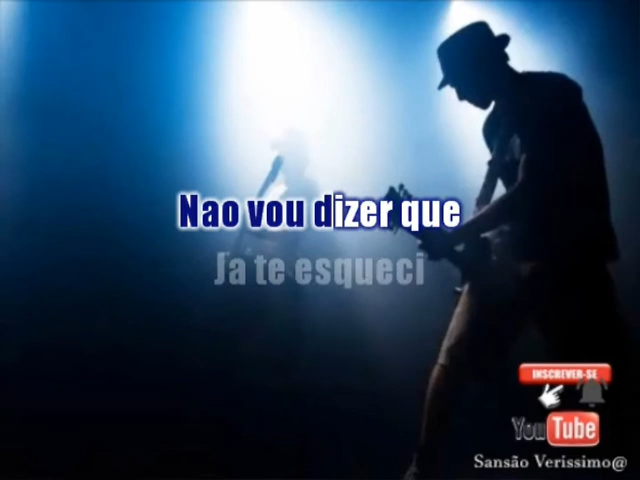 Nao vou dizer que
Ja te esqueci
INSCREVER-SE
YouTube
Sansão Verissimo@